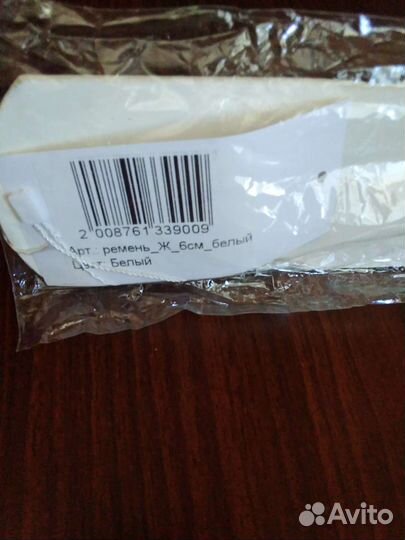 2 008761 339009
Арт.: ремень_Ж_6см_белый
Цвет: Белый
Avito